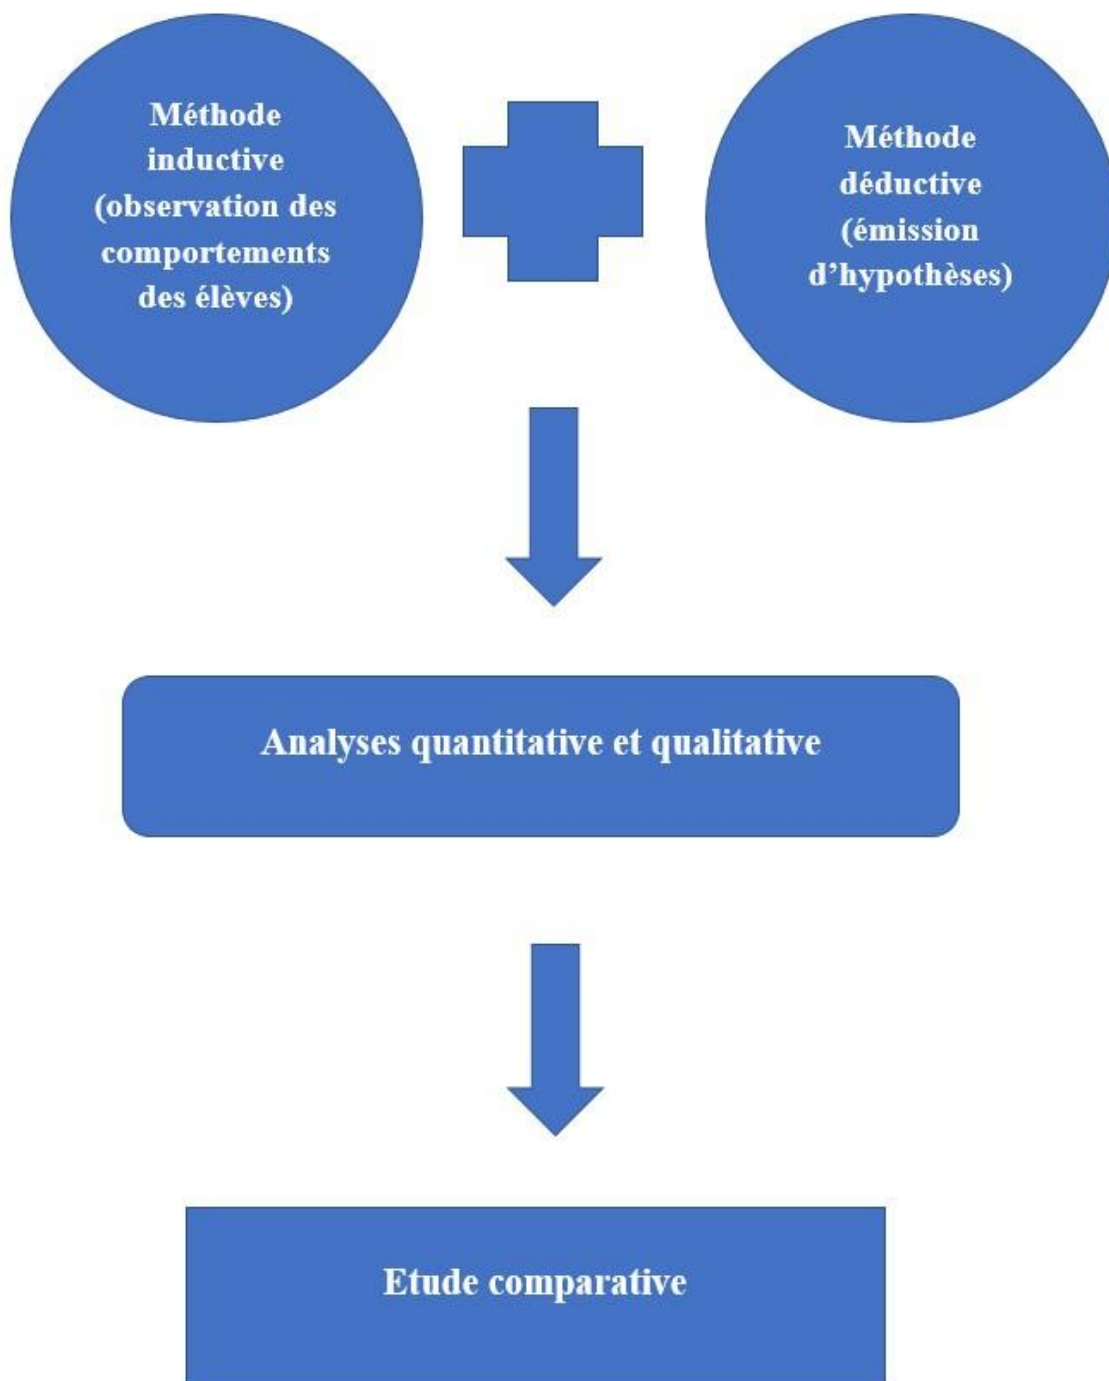 Méthode
inductive
(observation des
comportements
des élèves)
Méthode
déductive
(émission
d’hypothèses)
Analyses quantitative et qualitative
Etude comparative